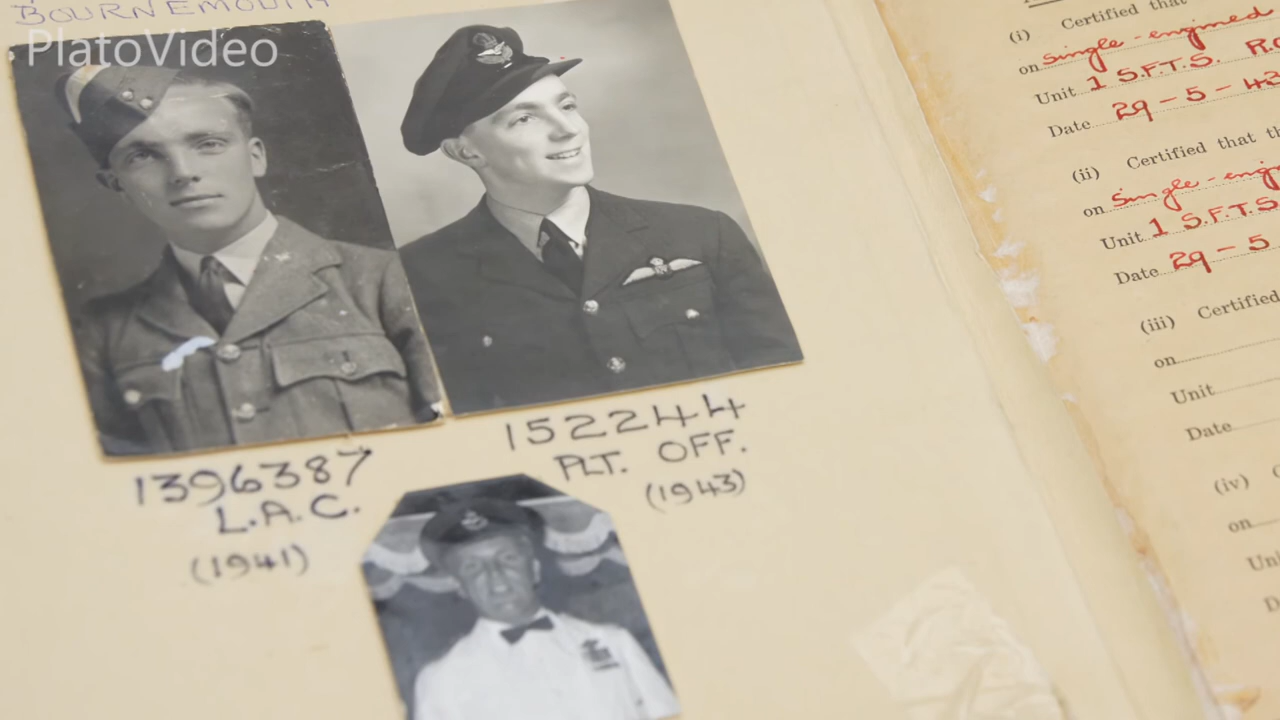 BOURNEMOUTH
PlatoVideo
1396387
L.A.C.
(1941)
152244
PLT. OFF.
(1943)
(i) Certified that
on single-engined
Unit 1 S.F.T.S.
Date 29-5-42
(ii) Certified that
on single-
Unit 1 S.F.T.S
Date 29-5
(iii) Certified
on
Unit
Date
(iv)
on